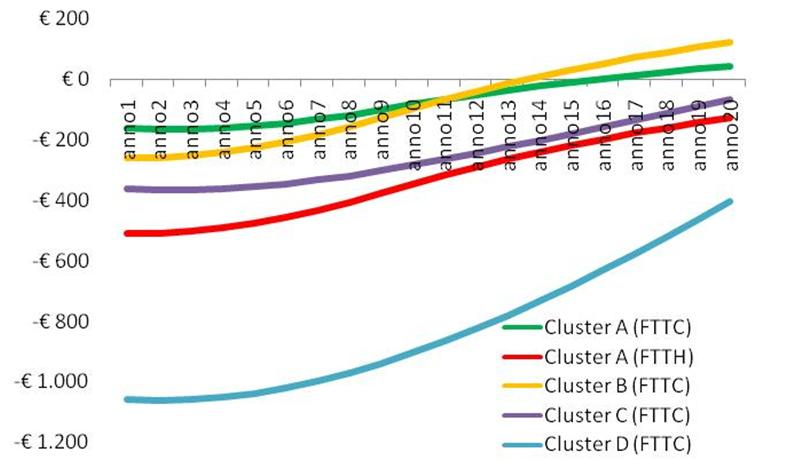 € 200
€ 0
-€ 200
-€ 400
-€ 600
-€ 800
-€ 1.000
-€ 1.200
anno1
anno2
anno3
anno4
anno5
anno6
anno7
anno8
anno9
anno10
anno11
anno12
anno13
anno14
anno15
anno16
anno17
anno18
anno19
anno20
Cluster A (FTTC)
Cluster A (FTTH)
Cluster B (FTTC)
Cluster C (FTTC)
Cluster D (FTTC)